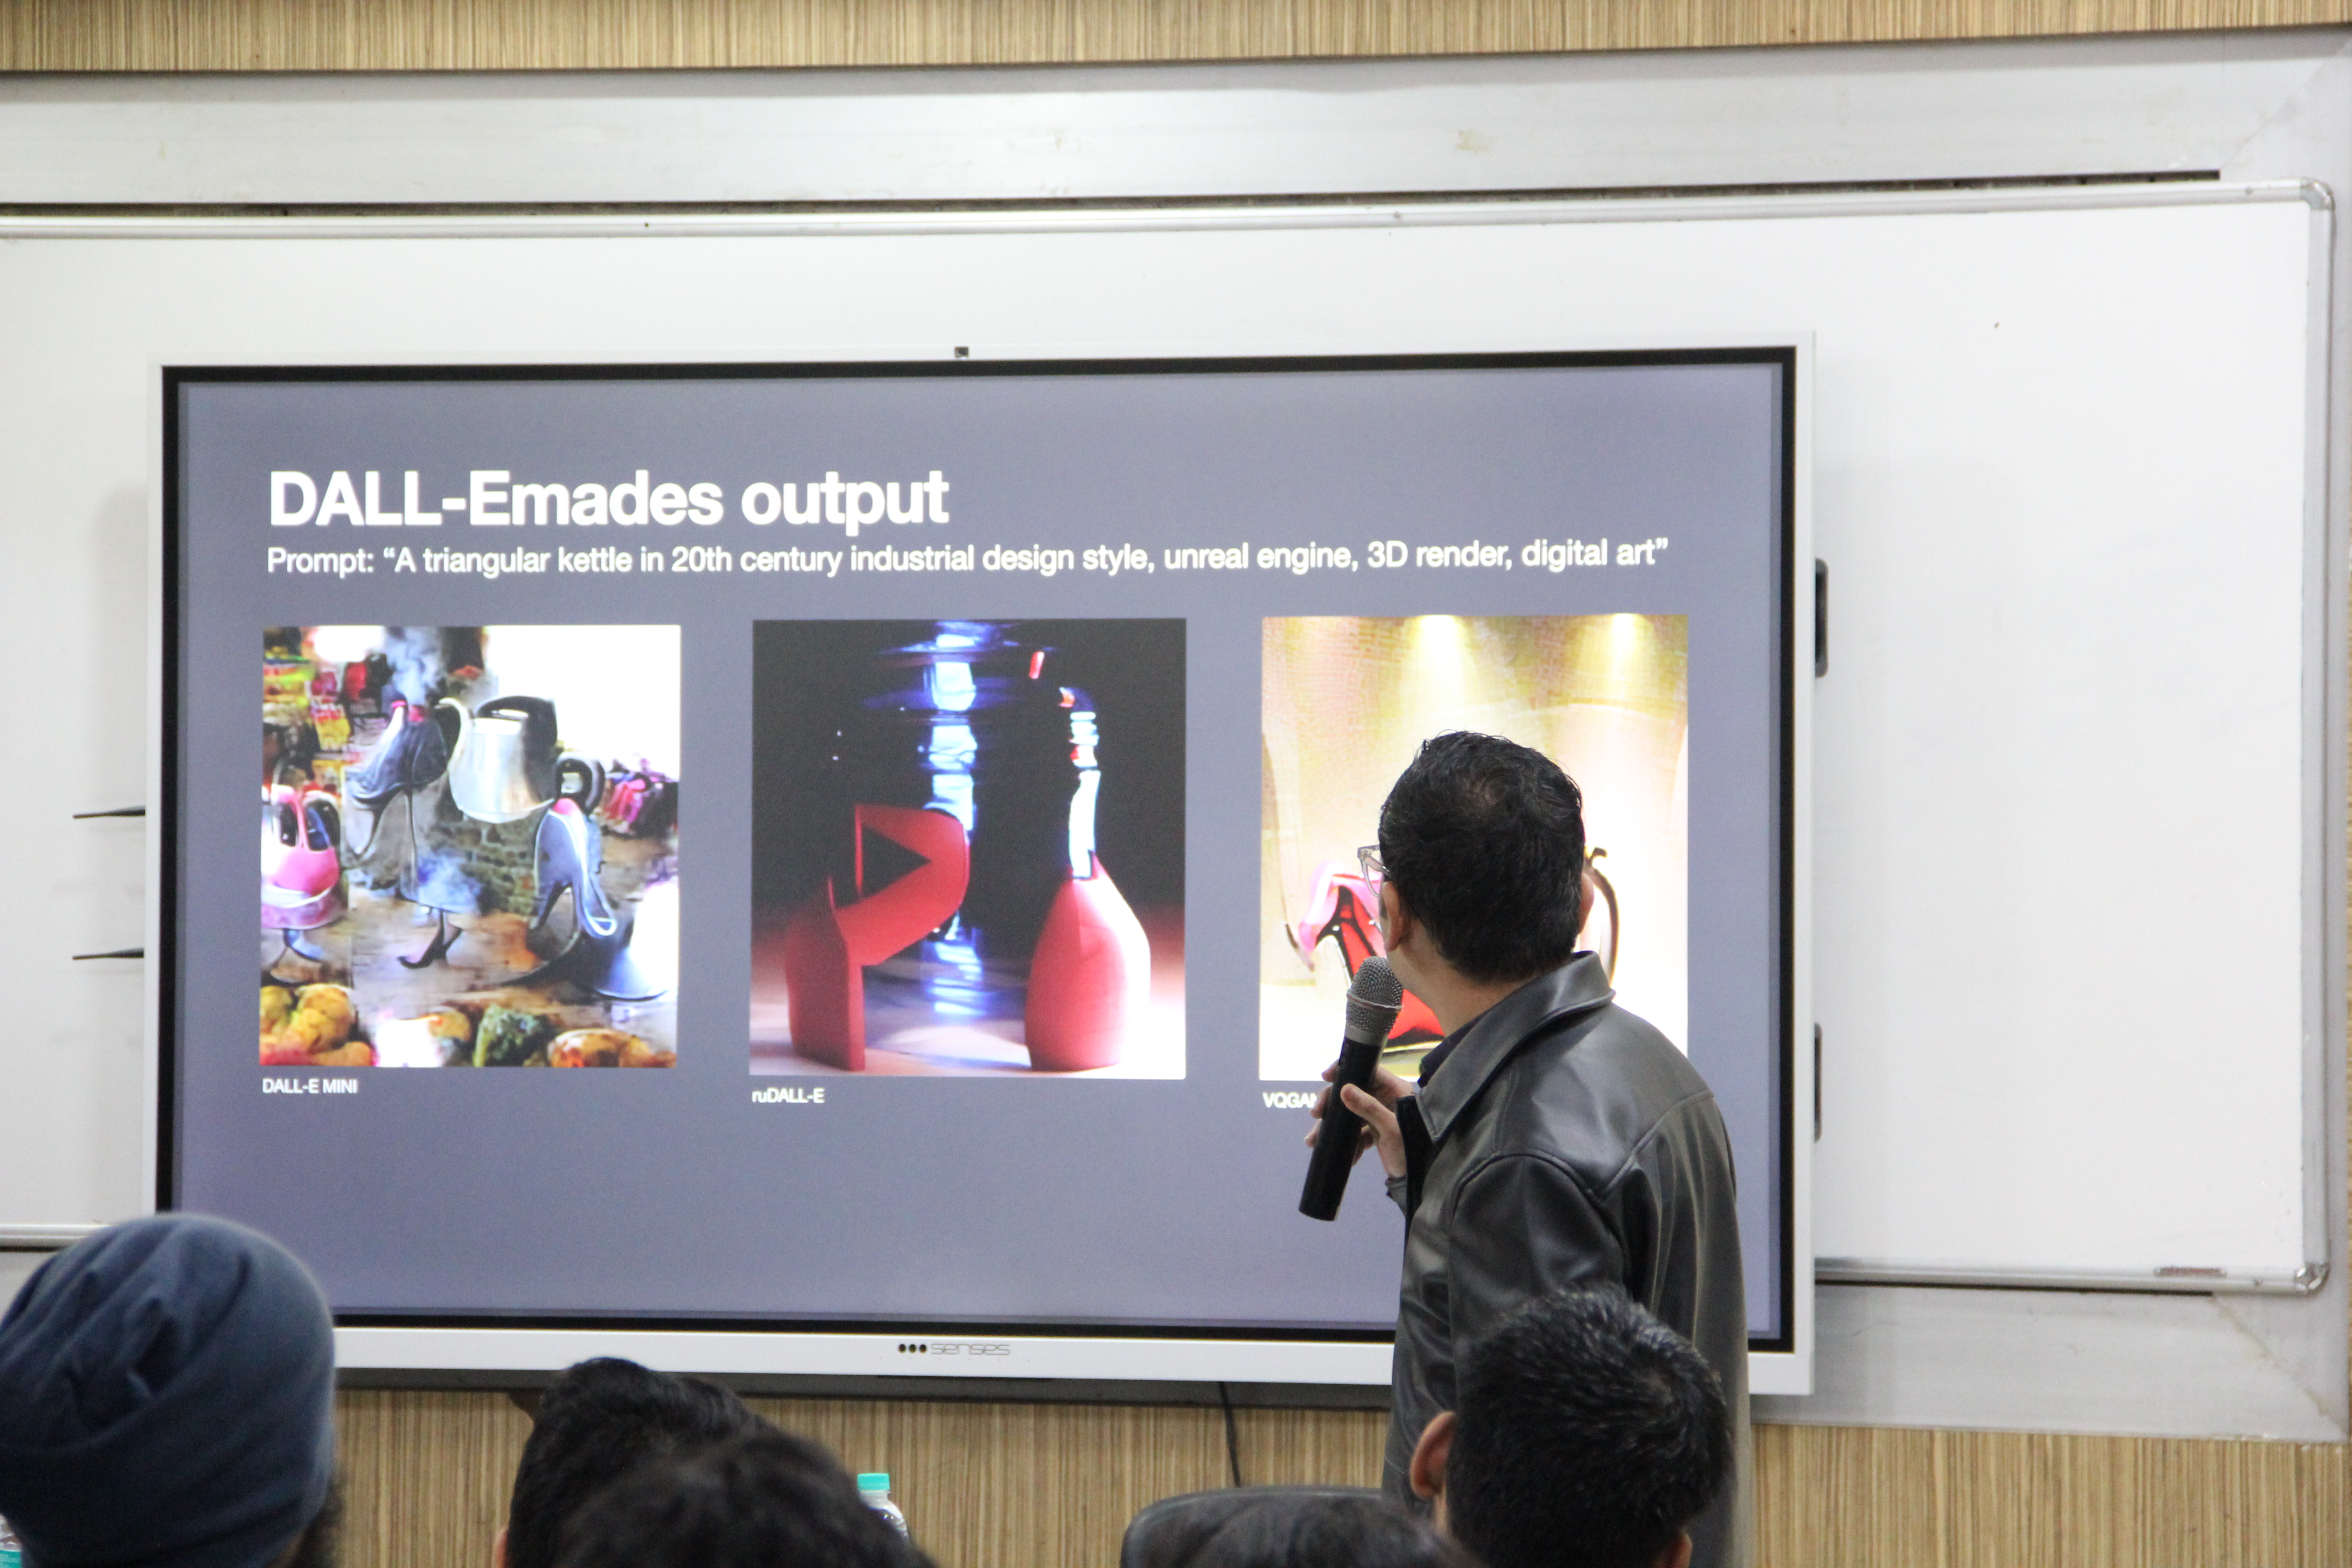 DALL-Emades output
Prompt: “A triangular kettle in 20th century industrial design style, unreal engine, 3D render, digital art”
DALL-E MINI
ruDALL-E
VQGAN
senses